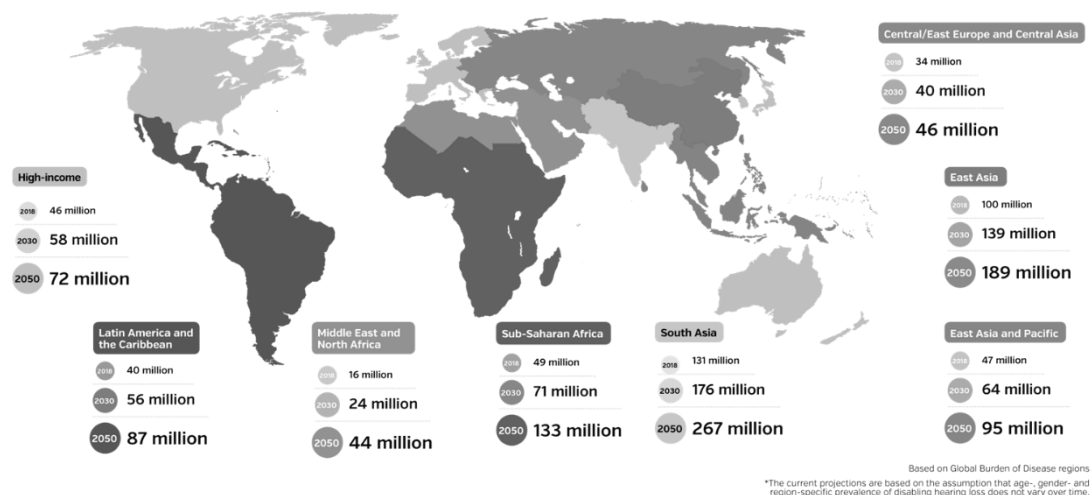 Central/East Europe and Central Asia
2018 34 million
2030 40 million
2050 46 million
High-income
2018 46 million
2030 58 million
2050 72 million
East Asia
2018 100 million
2030 139 million
2050 189 million
Latin America and
the Caribbean
2018 40 million
2030 56 million
2050 87 million
Middle East and
North Africa
2018 16 million
2030 24 million
2050 44 million
Sub-Saharan Africa
2018 49 million
2030 71 million
2050 133 million
South Asia
2018 131 million
2030 176 million
2050 267 million
East Asia and Pacific
2018 47 million
2030 64 million
2050 95 million
Based on Global Burden of Disease regions
*The current projections are based on the assumption that age-, gender- and
region-specific prevalence of disabling hearing loss does not vary over time.